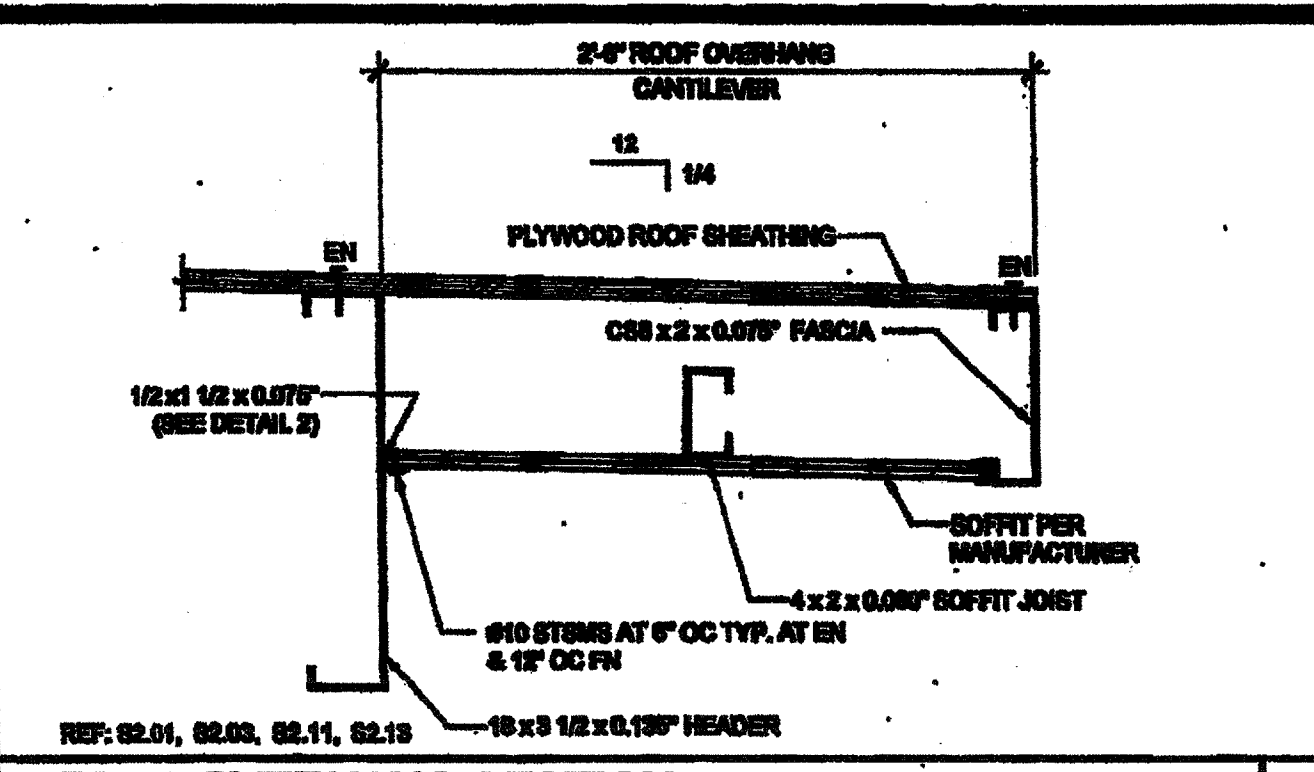 2'-6" ROOF OVERHANG
CANTILEVER
12
1/4
PLYWOOD ROOF SHEATHING
EN
EN
CS8 x 2 x 0.075" FASCIA
1/2 x 1 1/2 x 0.075"
(SEE DETAIL 2)
SOFFIT PER
MANUFACTURER
4 x 2 x 0.060" SOFFIT JOIST
#10 STSMS AT 6" OC TYP. AT EN
& 12" OC FN
18 x 3 1/2 x 0.135" HEADER
REF: S2.01, S2.03, S2.11, S2.13